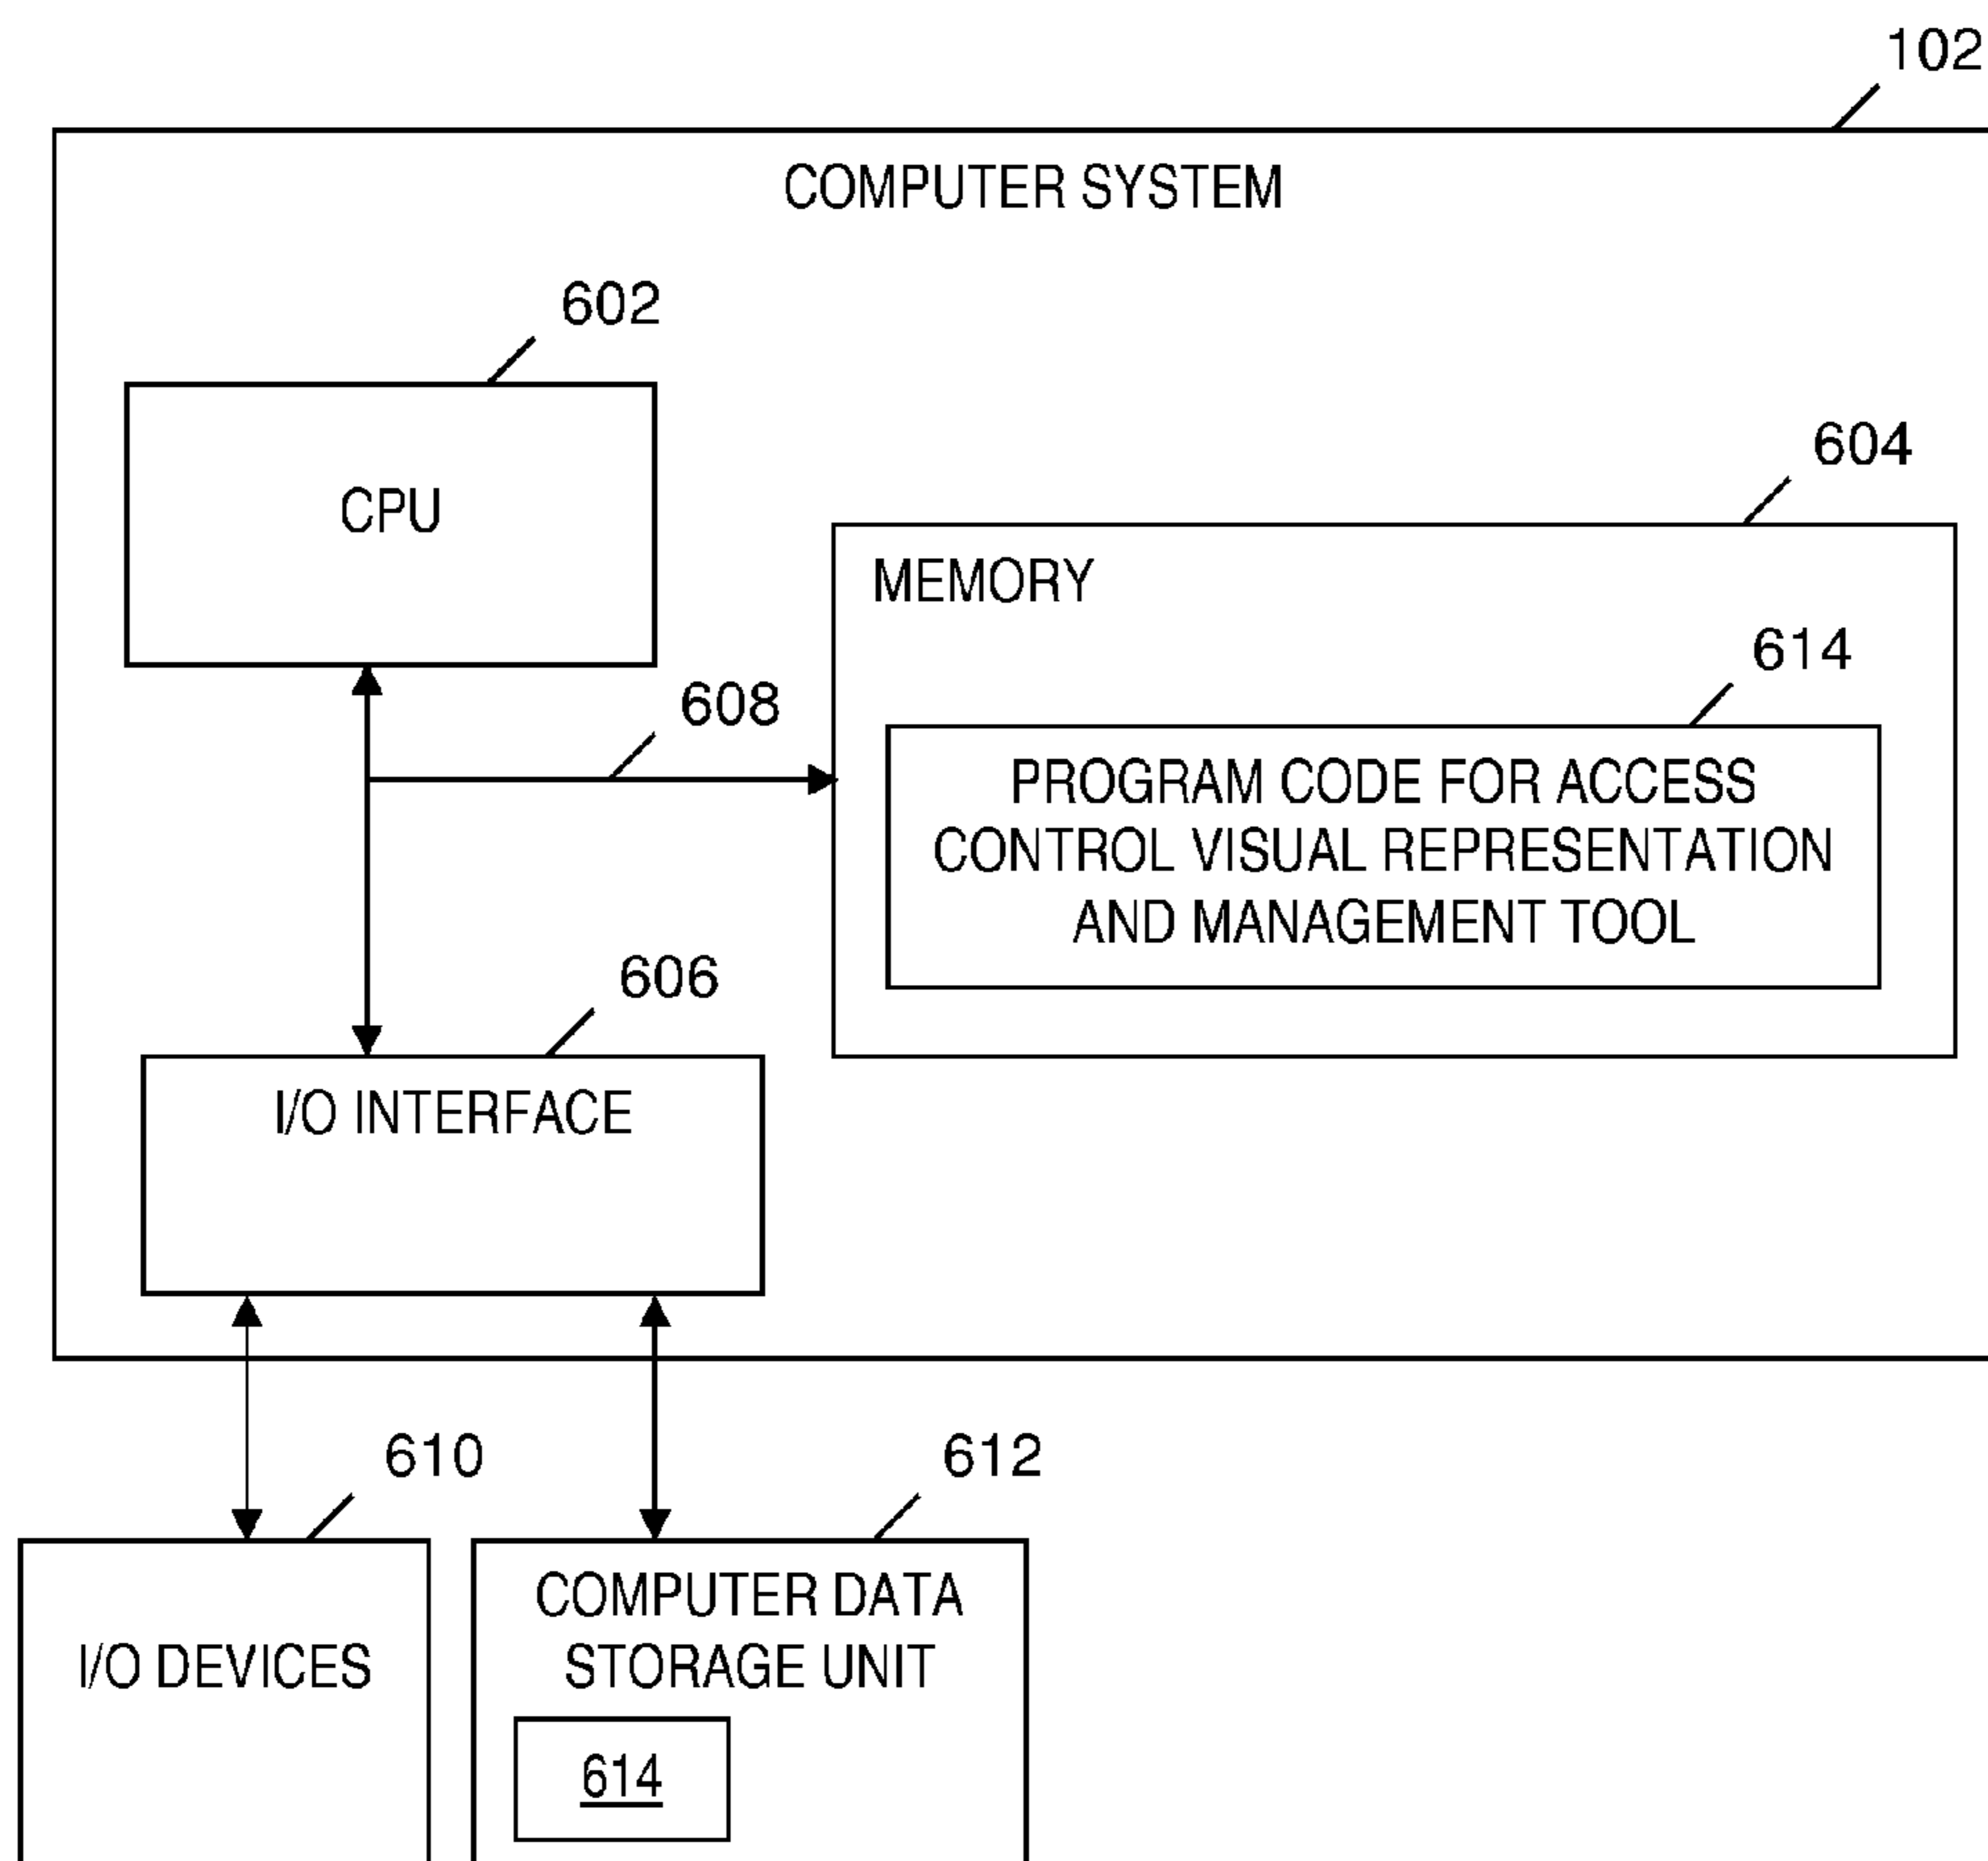 102
COMPUTER SYSTEM
602
CPU
604
MEMORY
614
608
PROGRAM CODE FOR ACCESS
CONTROL VISUAL REPRESENTATION
AND MANAGEMENT TOOL
606
I/O INTERFACE
610
612
I/O DEVICES
COMPUTER DATA
STORAGE UNIT
614